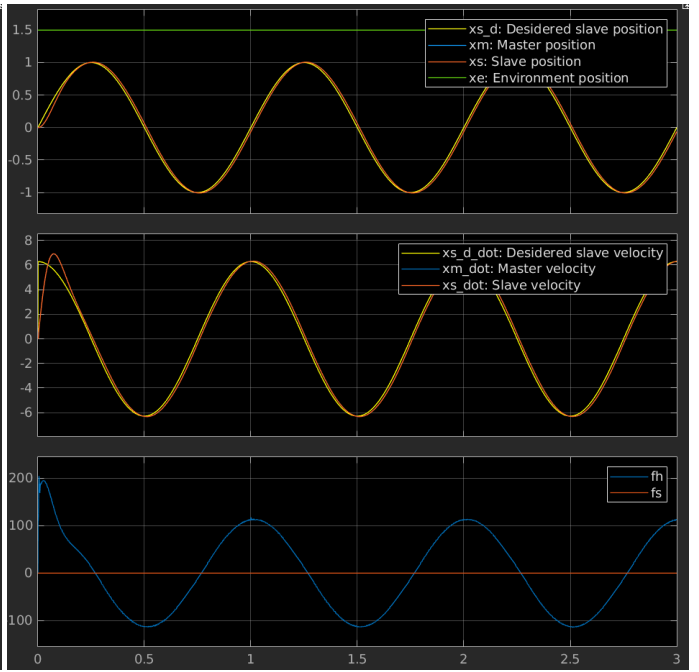 1.5
1
0.5
0
-0.5
-1
xs_d: Desidered slave position
xm: Master position
xs: Slave position
xe: Environment position
8
6
4
2
0
-2
-4
-6
xs_d_dot: Desidered slave velocity
xm_dot: Master velocity
xs_dot: Slave velocity
200
100
0
100
fh
fs
0 0.5 1 1.5 2 2.5 3